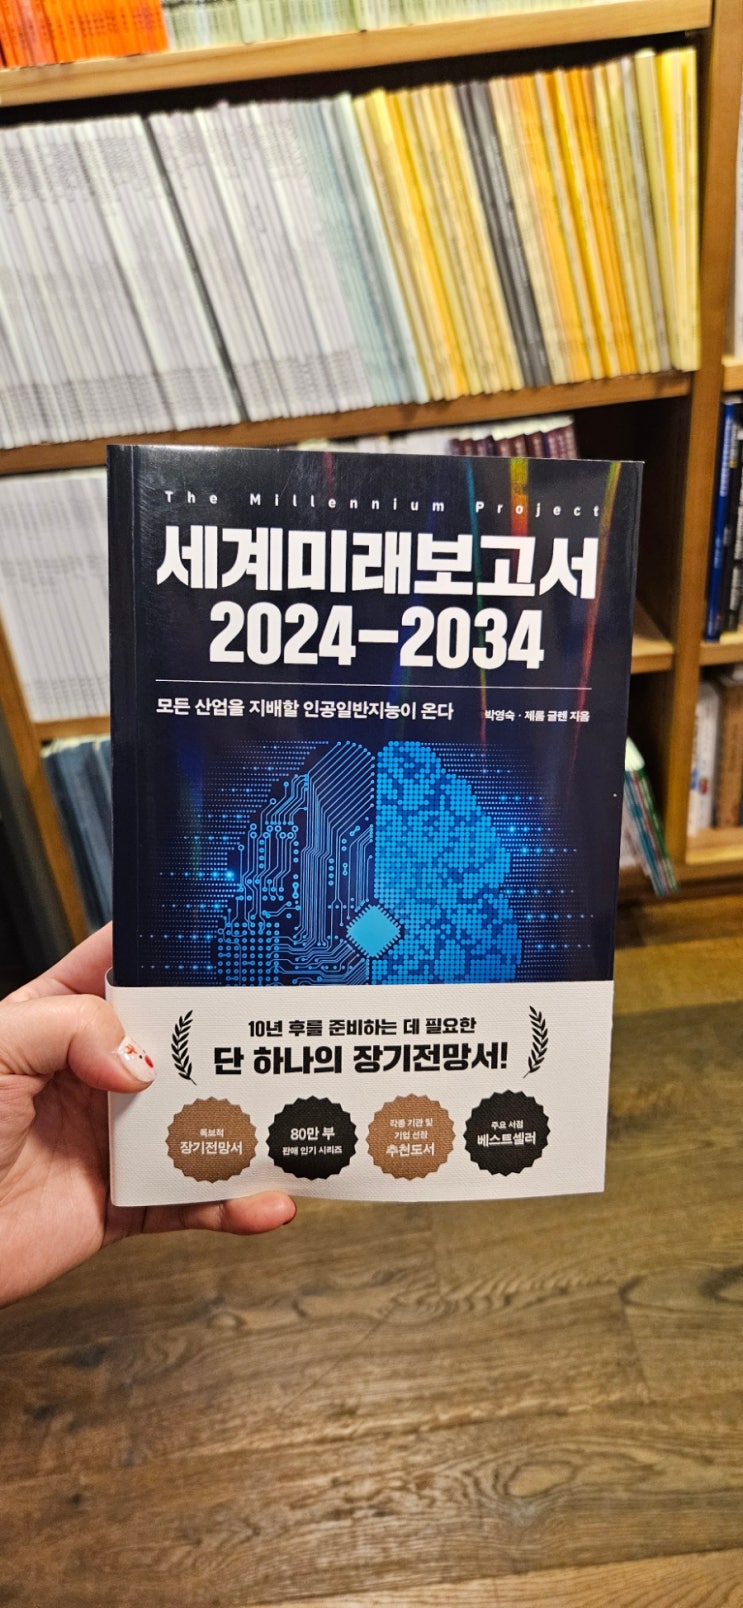 The Millennium Project
세계미래보고서
2024–2034
모든 산업을 지배할 인공일반지능이 온다
박영숙 · 제롬 글렌 지음
10년 후를 준비하는 데 필요한
단 하나의 장기전망서!
독보적
장기전망서
80만 부
판매 인기 시리즈
각종 기관 및
기업 선정
추천도서
주요 서점
베스트셀러